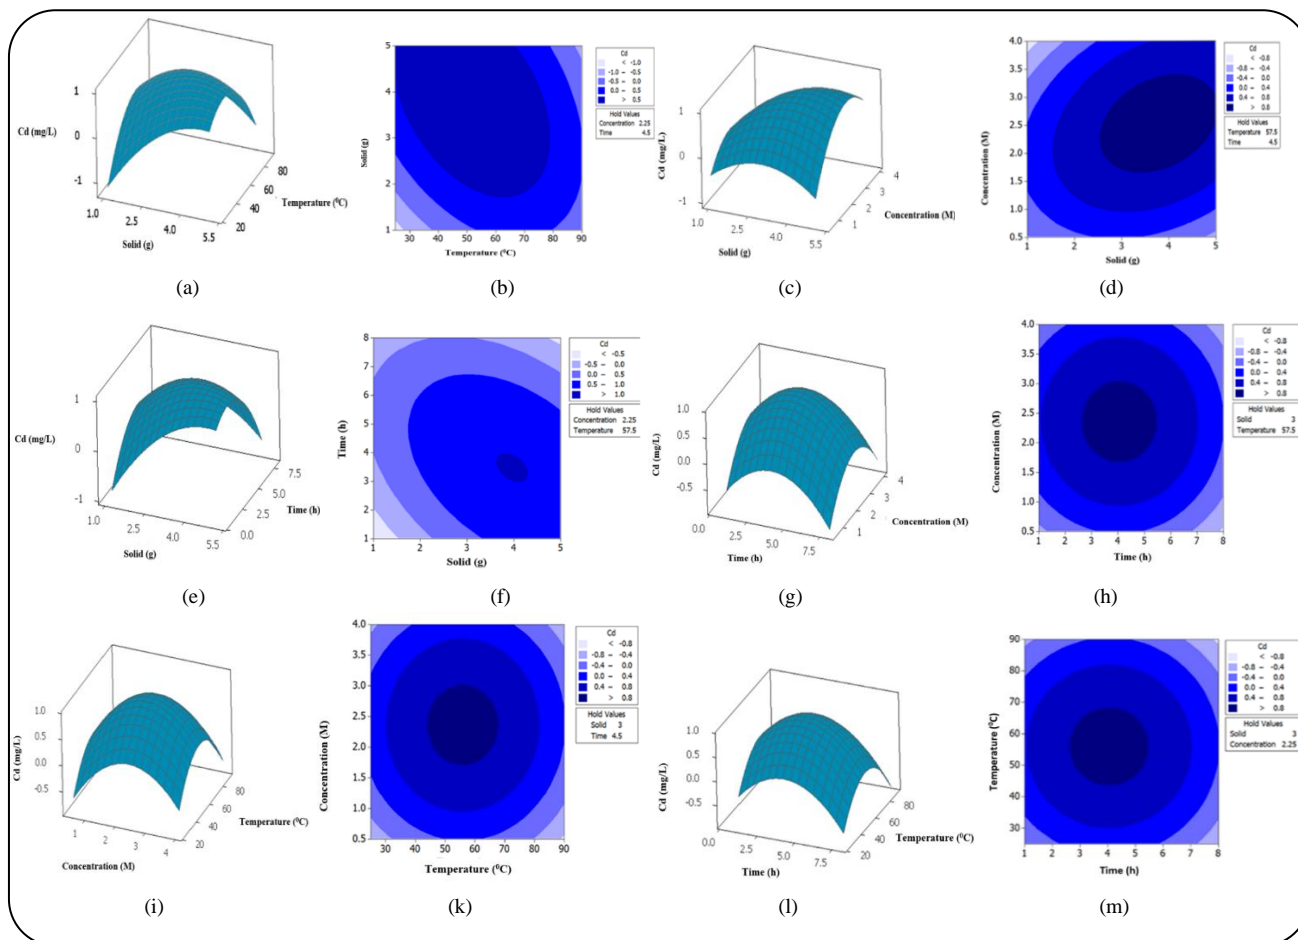 Cd (mg/L)
1
0
-1
1.0
2.5
4.0
5.5
Solid (g)
20
40
60
80
Temperature (⁰C)
(a)
Solid (g)
5
4
3
2
1
30 40 50 60 70 80 90
Temperature (⁰C)
Cd
< -1.0
-1.0 – -0.5
-0.5 – 0.0
0.0 – 0.5
> 0.5
Hold Values
Concentration 2.25
Time 4.5
(b)
Cd (mg/L)
1
0
-1
1.0
2.5
4.0
5.5
Solid (g)
1
2
3
4
Concentration (M)
(c)
Concentration (M)
4.0
3.5
3.0
2.5
2.0
1.5
1.0
0.5
1 2 3 4 5
Solid (g)
Cd
< -0.8
-0.8 – -0.4
-0.4 – 0.0
0.0 – 0.4
0.4 – 0.8
> 0.8
Hold Values
Temperature 57.5
Time 4.5
(d)
Cd (mg/L)
1
0
-1
1.0
2.5
4.0
5.5
Solid (g)
0.0
2.5
5.0
7.5
Time (h)
(e)
Time (h)
8
7
6
5
4
3
2
1
1 2 3 4 5
Solid (g)
Cd
< -0.5
-0.5 – 0.0
0.0 – 0.5
0.5 – 1.0
> 1.0
Hold Values
Concentration 2.25
Temperature 57.5
(f)
Cd (mg/L)
1.0
0.5
0.0
-0.5
0.0
2.5
5.0
7.5
Time (h)
1
2
3
4
Concentration (M)
(g)
Concentration (M)
4.0
3.5
3.0
2.5
2.0
1.5
1.0
0.5
1 2 3 4 5 6 7 8
Time (h)
Cd
< -0.8
-0.8 – -0.4
-0.4 – 0.0
0.0 – 0.4
0.4 – 0.8
> 0.8
Hold Values
Solid 3
Temperature 57.5
(h)
Cd (mg/L)
1.0
0.5
0.0
-0.5
1
2
3
4
Concentration (M)
20
40
60
80
Temperature (⁰C)
(i)
Concentration (M)
4.0
3.5
3.0
2.5
2.0
1.5
1.0
0.5
30 40 50 60 70 80 90
Temperature (⁰C)
Cd
< -0.8
-0.8 – -0.4
-0.4 – 0.0
0.0 – 0.4
0.4 – 0.8
> 0.8
Hold Values
Solid 3
Time 4.5
(k)
Cd (mg/L)
1.0
0.5
0.0
-0.5
0.0
2.5
5.0
7.5
Time (h)
20
40
60
80
Temperature (⁰C)
(l)
Temperature (⁰C)
90
80
70
60
50
40
30
1 2 3 4 5 6 7 8
Time (h)
Cd
< -0.8
-0.8 – -0.4
-0.4 – 0.0
0.0 – 0.4
0.4 – 0.8
> 0.8
Hold Values
Solid 3
Concentration 2.25
(m)